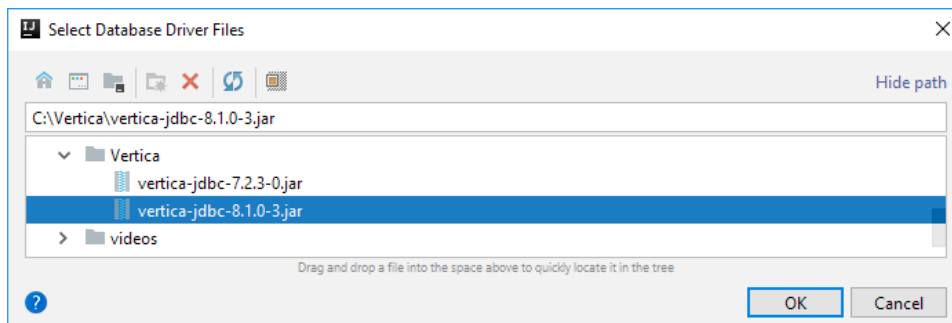 IJ Select Database Driver Files
Hide path
C:\Vertica\vertica-jdbc-8.1.0-3.jar
Vertica
vertica-jdbc-7.2.3-0.jar
vertica-jdbc-8.1.0-3.jar
videos
Drag and drop a file into the space above to quickly locate it in the tree
? OK Cancel